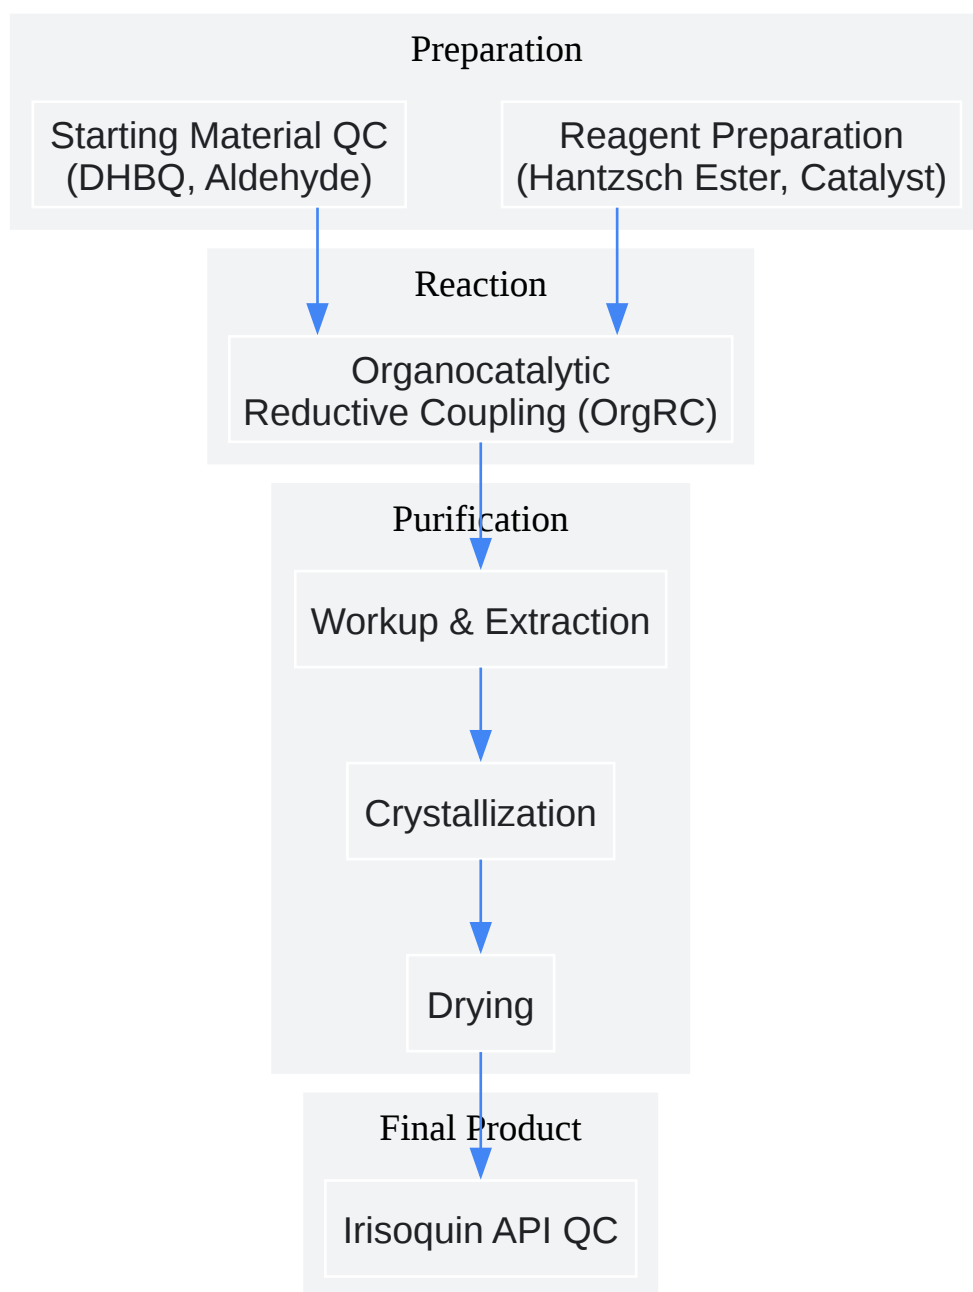 Preparation
Starting Material QC
(DHBQ, Aldehyde)
Reagent Preparation
(Hantzsch Ester, Catalyst)
Reaction
Organocatalytic
Reductive Coupling (OrgRC)
Purification
Workup & Extraction
Crystallization
Drying
Final Product
Irisoquin API QC